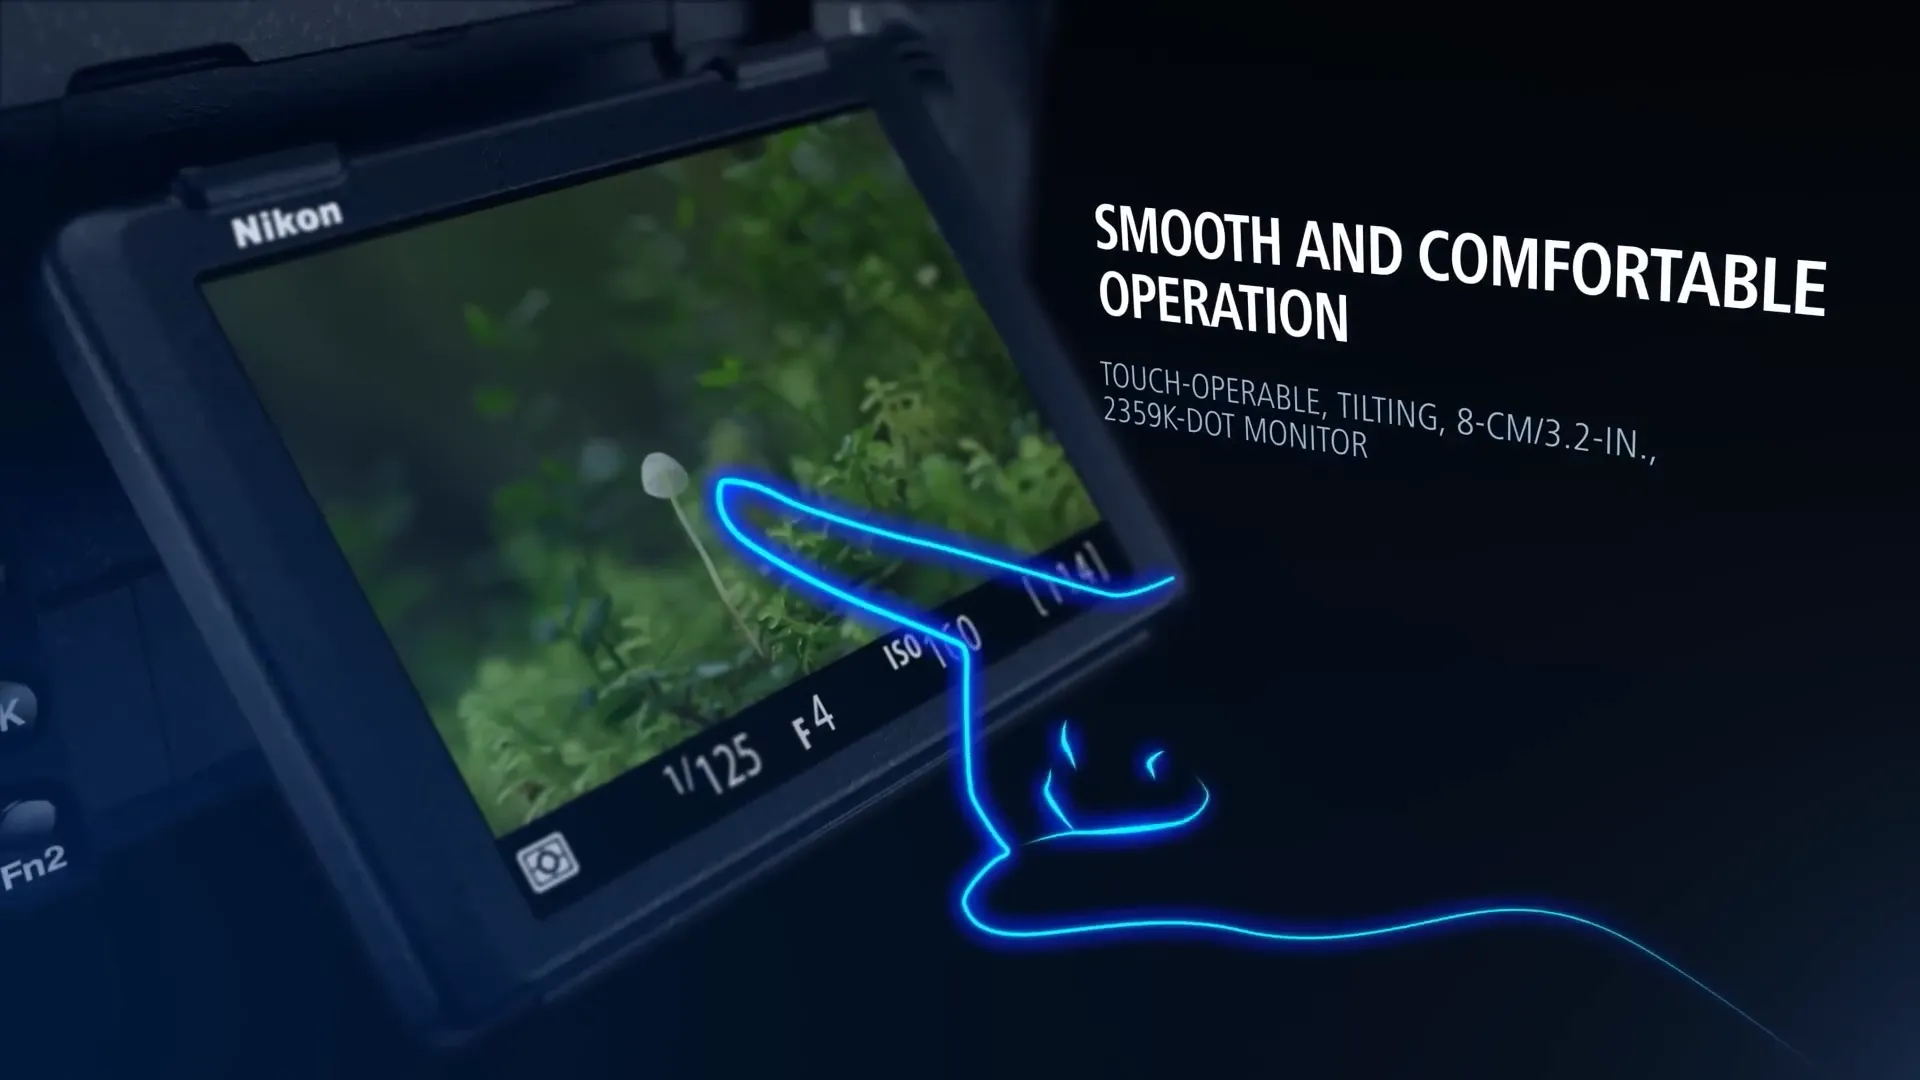 Nikon
SMOOTH AND COMFORTABLE
OPERATION
TOUCH-OPERABLE, TILTING, 8-CM/3.2-IN.,
2359K-DOT MONITOR
1/125 F4 ISO 160
K
Fn2